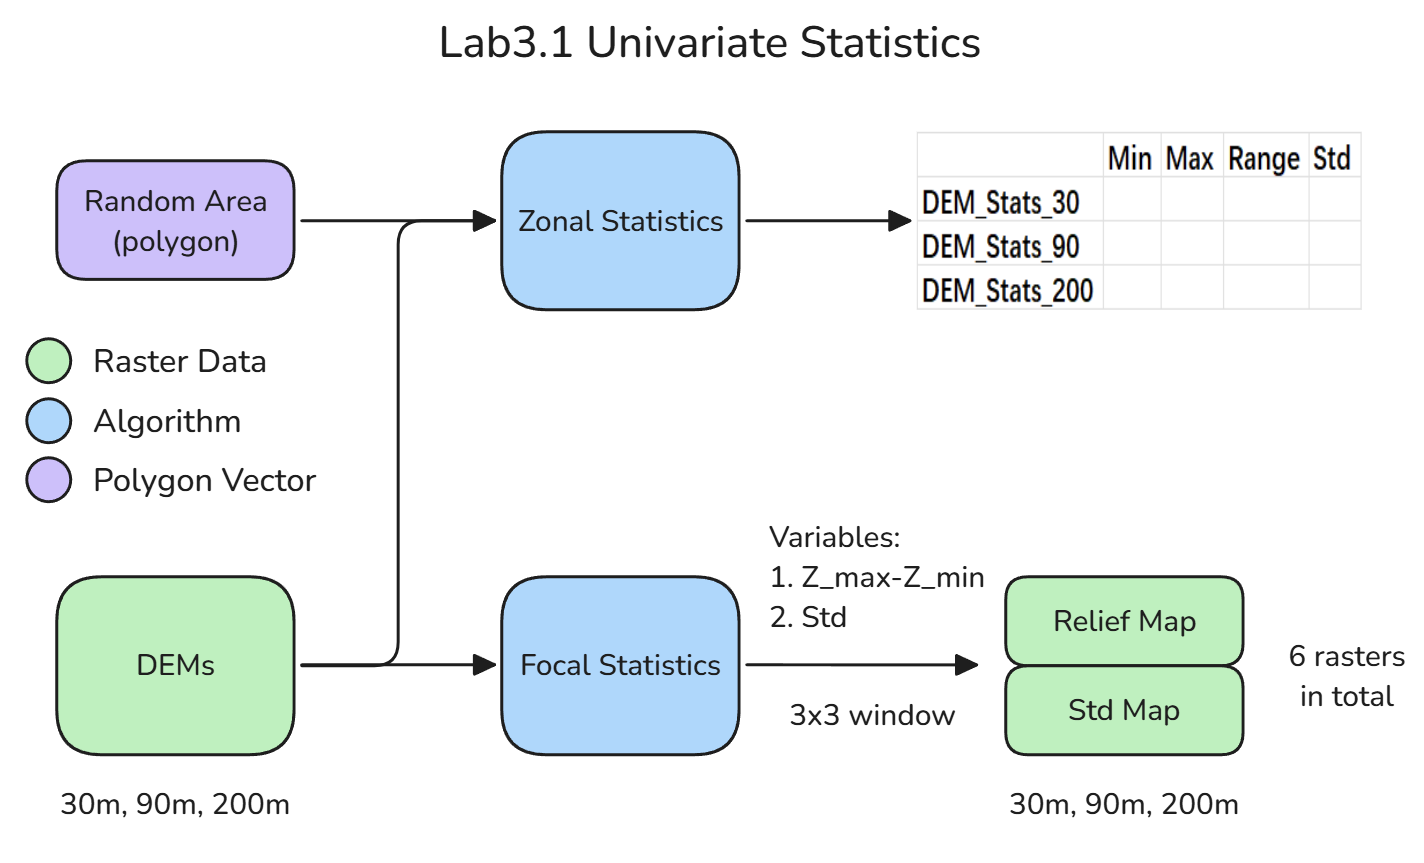 Lab3.1 Univariate Statistics
Random Area
(polygon)
Zonal Statistics
Min Max Range Std
DEM_Stats_30
DEM_Stats_90
DEM_Stats_200
Raster Data
Algorithm
Polygon Vector
DEMs
30m, 90m, 200m
Focal Statistics
Variables:
1. Z_max-Z_min
2. Std
3x3 window
Relief Map
Std Map
30m, 90m, 200m
6 rasters
in total